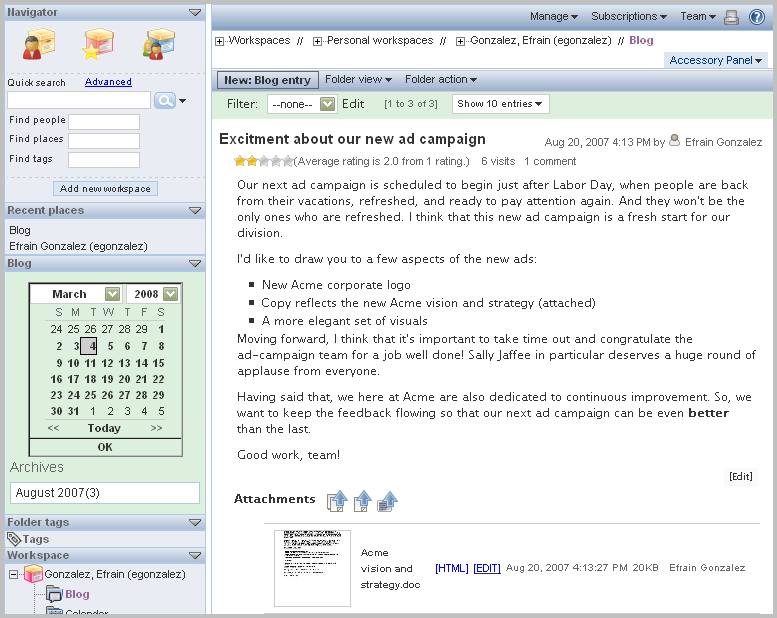 Navigator
Quick search Advanced
Find people
Find places
Find tags
Add new workspace
Recent places
Blog
Efrain Gonzalez (egonzalez)
Blog
March 2008
S M T W T F S
24 25 26 27 28 29 1
2 3 4 5 6 7 8
9 10 11 12 13 14 15
16 17 18 19 20 21 22
23 24 25 26 27 28 29
30 31 1 2 3 4 5
<< Today >>
OK
Archives
August 2007(3)
Folder tags
Tags
Workspace
Gonzalez, Efrain (egonzalez)
Blog
Calendar
Manage Subscriptions Team
Workspaces // Personal workspaces // Gonzalez, Efrain (egonzalez) // Blog
Accessory Panel
New: Blog entry Folder view Folder action
Filter: --none-- Edit [1 to 3 of 3] Show 10 entries
Excitment about our new ad campaign
Aug 20, 2007 4:13 PM by Efrain Gonzalez
(Average rating is 2.0 from 1 rating.) 6 visits 1 comment
Our next ad campaign is scheduled to begin just after Labor Day, when people are back
from their vacations, refreshed, and ready to pay attention again. And they won't be the
only ones who are refreshed. I think that this new ad campaign is a fresh start for our
division.
I'd like to draw you to a few aspects of the new ads:
New Acme corporate logo
Copy reflects the new Acme vision and strategy (attached)
A more elegant set of visuals
Moving forward, I think that it's important to take time out and congratulate the
ad-campaign team for a job well done! Sally Jaffee in particular deserves a huge round of
applause from everyone.
Having said that, we here at Acme are also dedicated to continuous improvement. So, we
want to keep the feedback flowing so that our next ad campaign can be even better
than the last.
Good work, team!
[Edit]
Attachments
Acme
vision and
strategy.doc
[HTML] [EDIT] Aug 20, 2007 4:13:27 PM 20KB Efrain Gonzalez